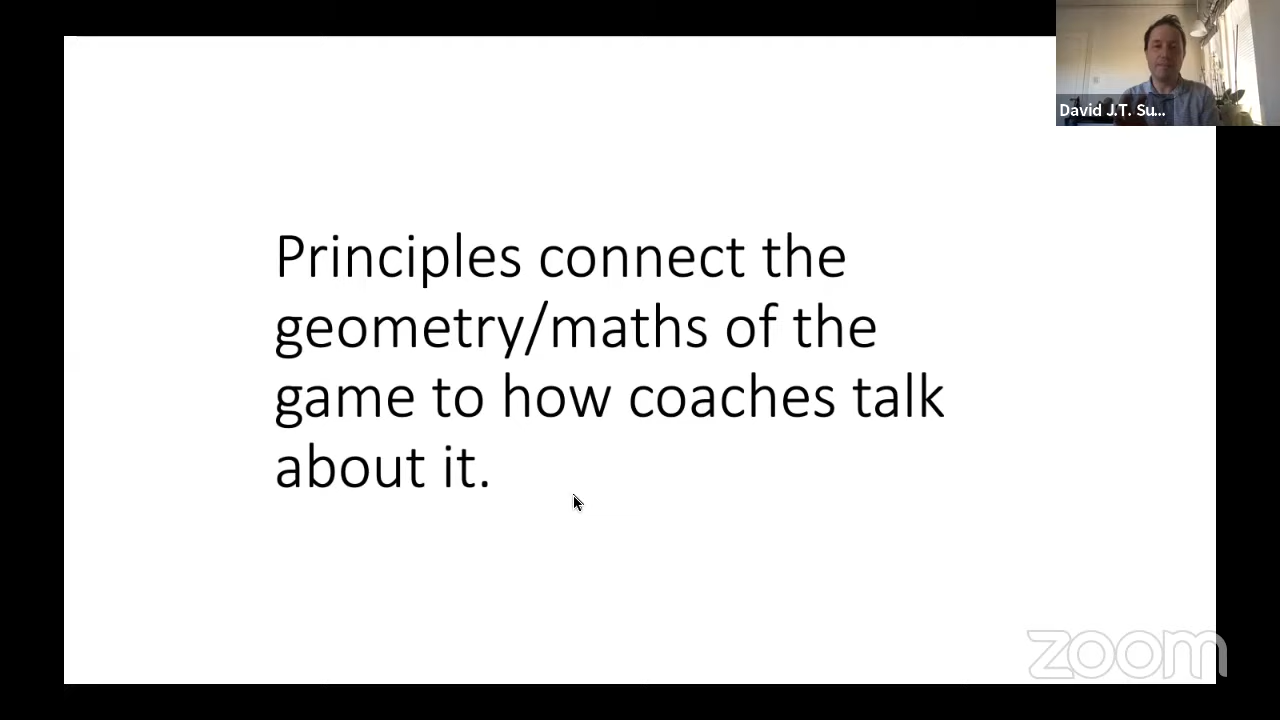 David J.T. Su...
Principles connect the
geometry/maths of the
game to how coaches talk
about it.
zoom